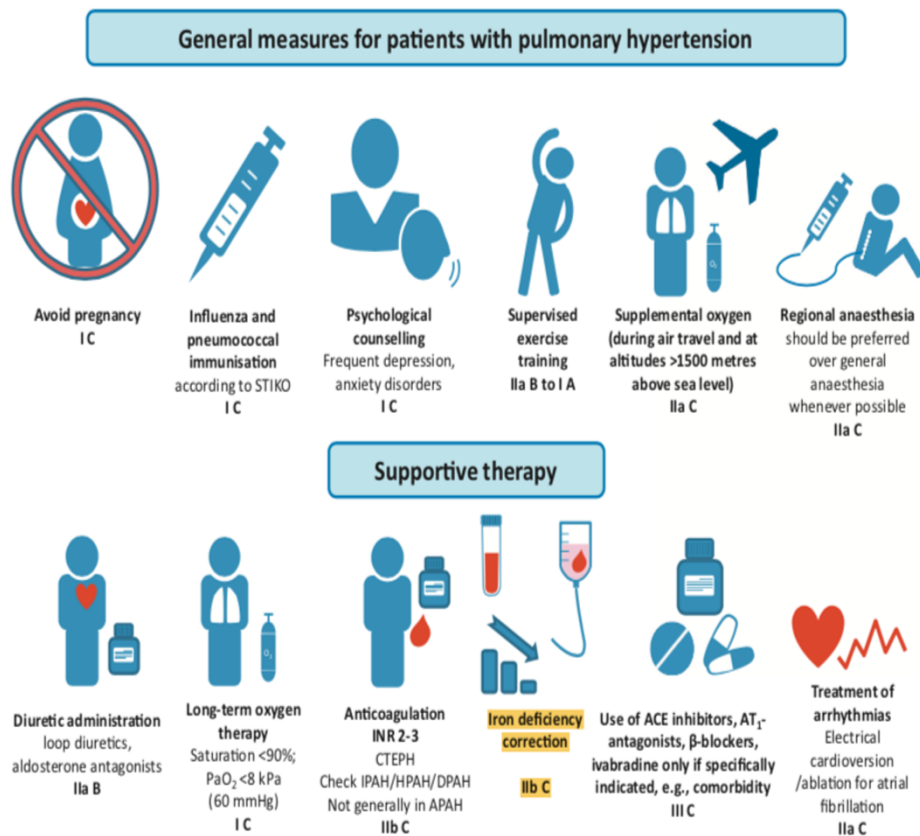 General measures for patients with pulmonary hypertension
Avoid pregnancy
I C
Influenza and
pneumococcal
immunisation
according to STIKO
I C
Psychological
counselling
Frequent depression,
anxiety disorders
I C
Supervised
exercise
training
IIa B to I A
O₂
Supplemental oxygen
(during air travel and at
altitudes >1500 metres
above sea level)
IIa C
Regional anaesthesia
should be preferred
over general
anaesthesia
whenever possible
IIa C
Supportive therapy
Diuretic administration
loop diuretics,
aldosterone antagonists
IIa B
O₂
Long-term oxygen
therapy
Saturation <90%;
PaO₂ <8 kPa
(60 mmHg)
I C
Anticoagulation
INR 2-3
CTEPH
Check IPAH/HPAH/DPAH
Not generally in APAH
IIb C
Iron deficiency
correction
IIb C
Use of ACE inhibitors, AT₁-
antagonists, β-blockers,
ivabradine only if specifically
indicated, e.g., comorbidity
III C
Treatment of
arrhythmias
Electrical
cardioversion
/ablation for atrial
fibrillation
IIa C